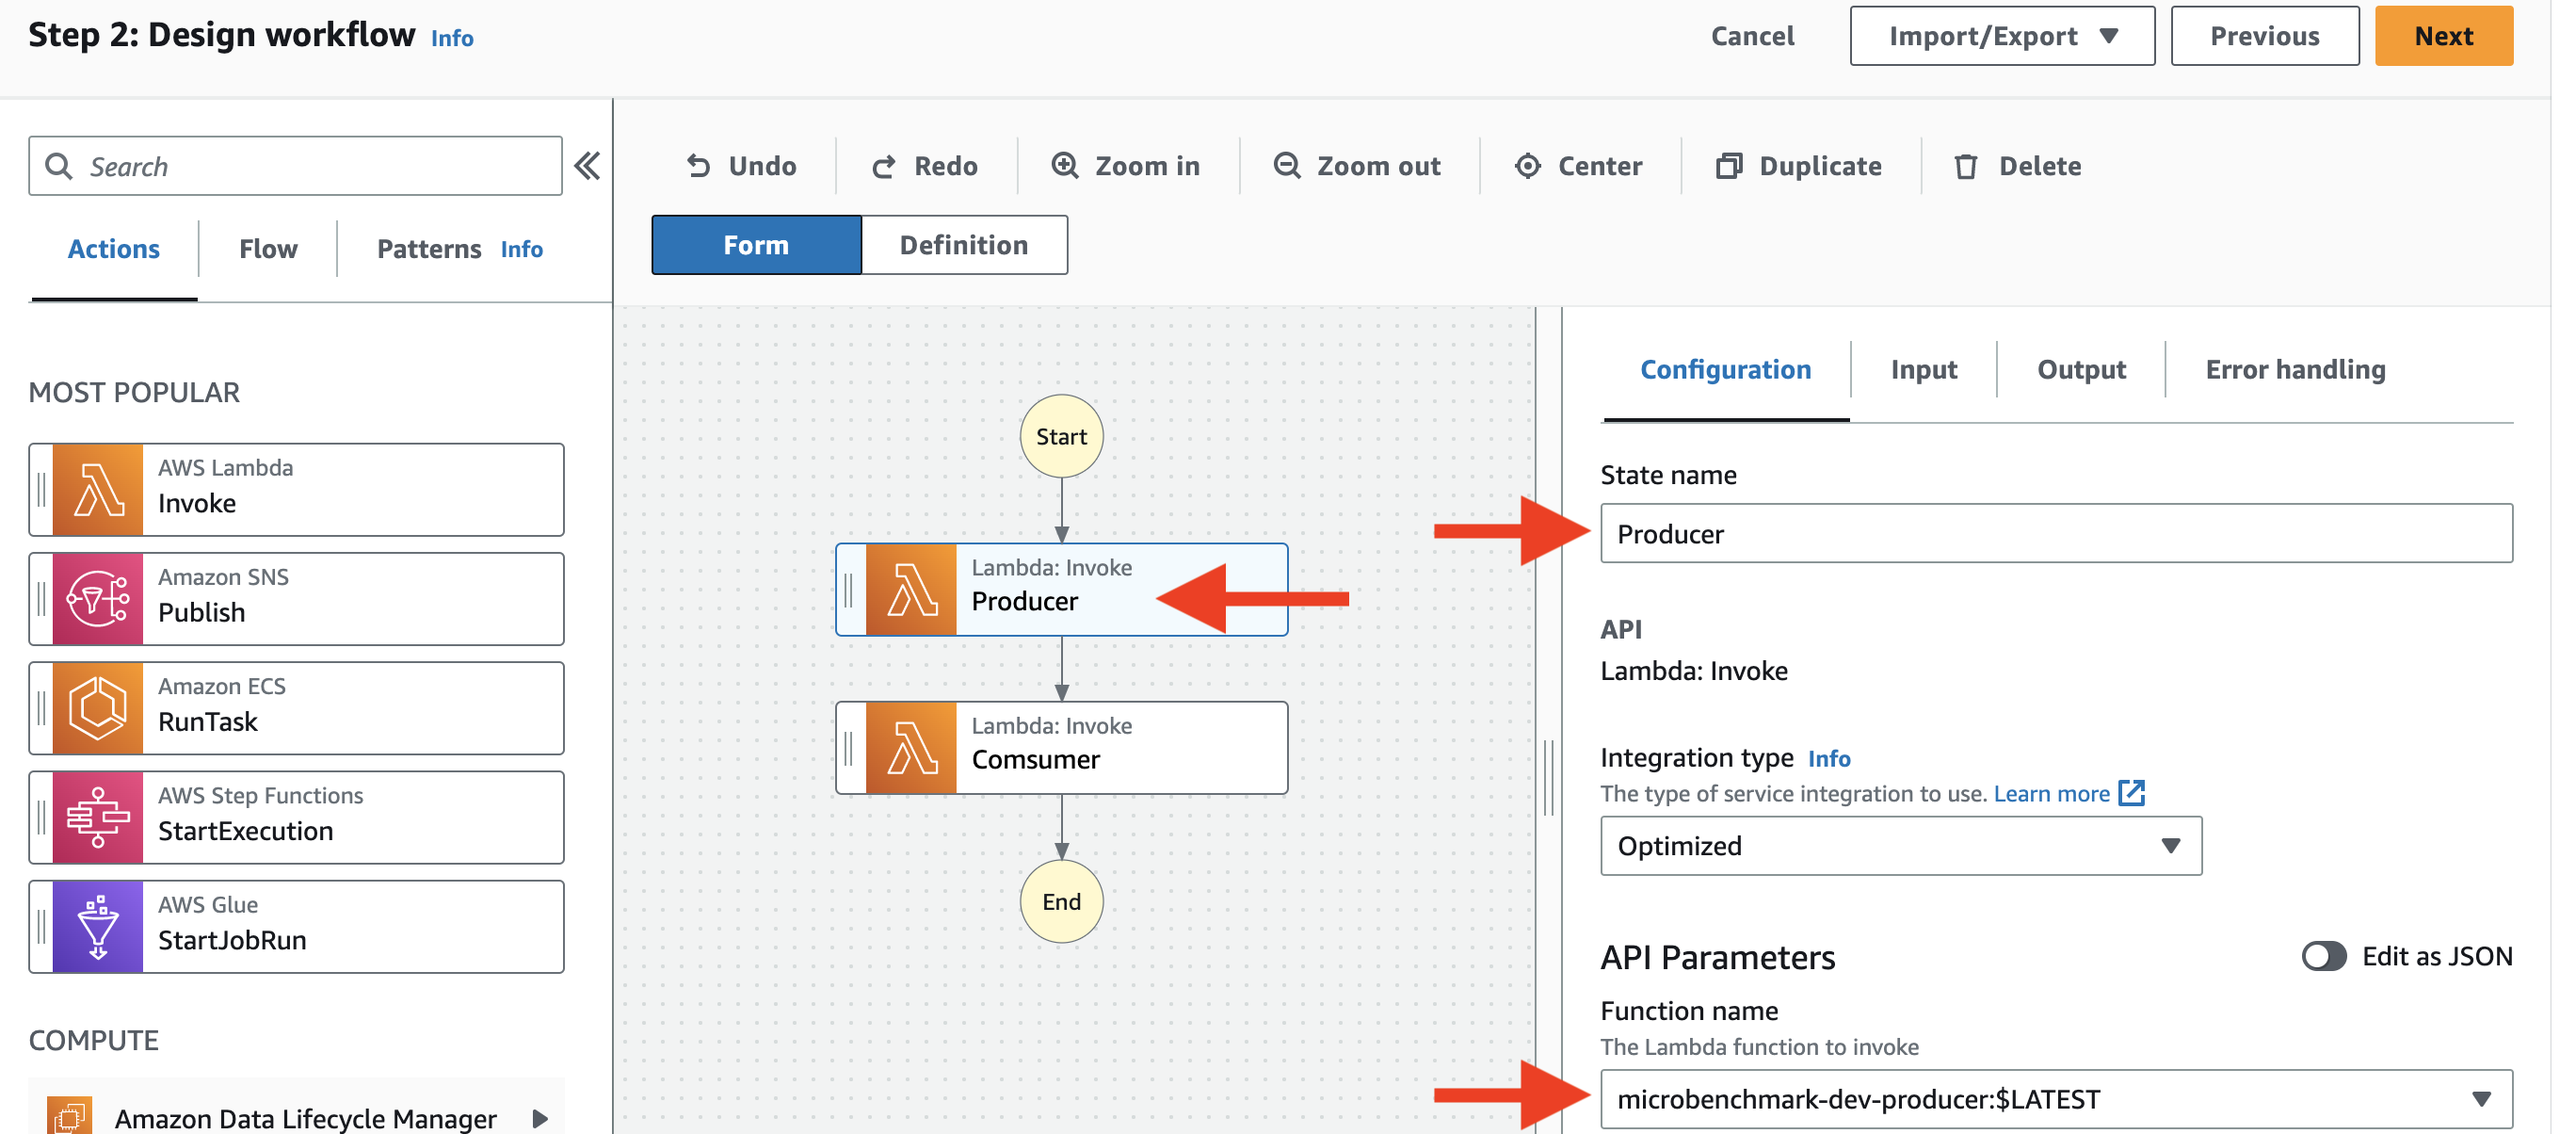 Step 2: Design workflow Info
Cancel
Import/Export
Previous
Next
Search
Actions
Flow
Patterns Info
MOST POPULAR
AWS Lambda
Invoke
Amazon SNS
Publish
Amazon ECS
RunTask
AWS Step Functions
StartExecution
AWS Glue
StartJobRun
COMPUTE
Amazon Data Lifecycle Manager
Undo
Redo
Zoom in
Zoom out
Center
Duplicate
Delete
Form
Definition
Start
Lambda: Invoke
Producer
Lambda: Invoke
Comsumer
End
Configuration
Input
Output
Error handling
State name
Producer
API
Lambda: Invoke
Integration type Info
The type of service integration to use. Learn more
Optimized
API Parameters
Edit as JSON
Function name
The Lambda function to invoke
microbenchmark-dev-producer:$LATEST